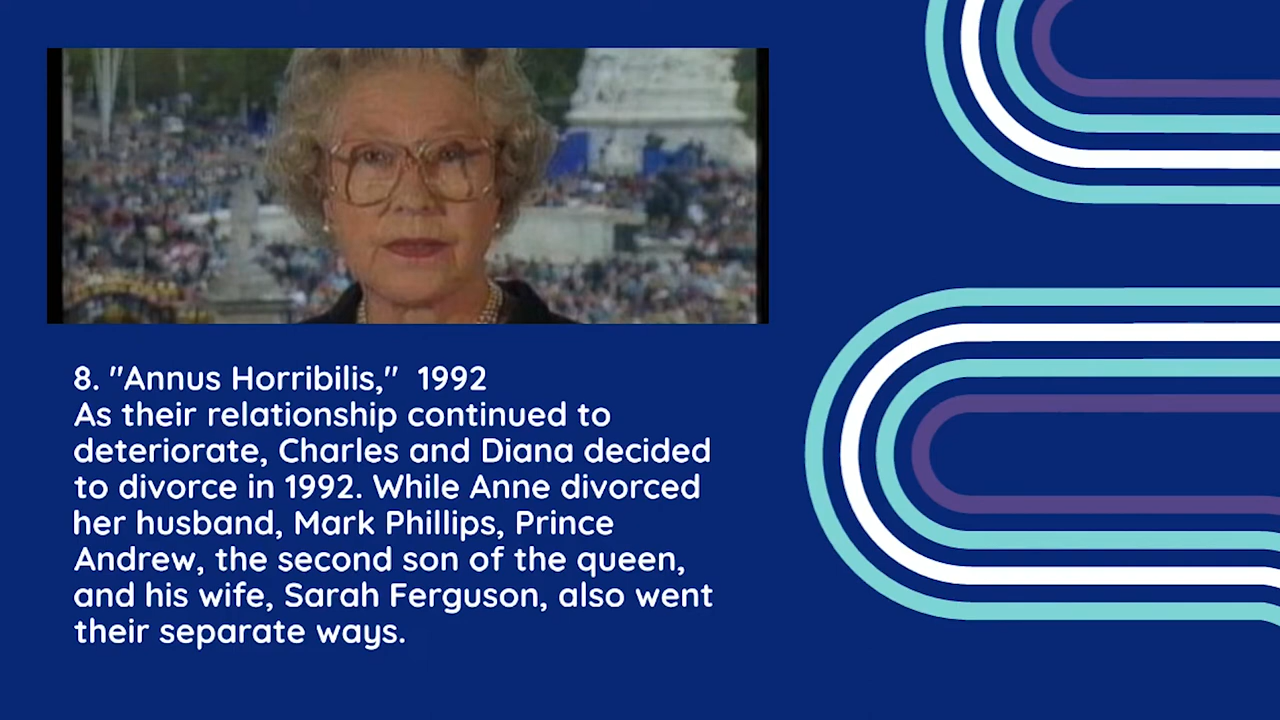 8. "Annus Horribilis,"  1992
As their relationship continued to
deteriorate, Charles and Diana decided
to divorce in 1992. While Anne divorced
her husband, Mark Phillips, Prince
Andrew, the second son of the queen,
and his wife, Sarah Ferguson, also went
their separate ways.